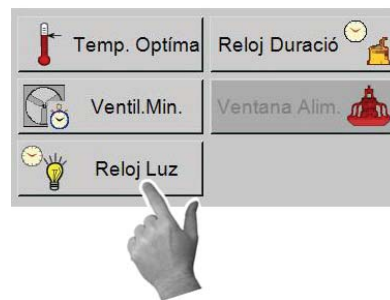 Temp. Optíma
Reloj Duració
Ventil.Min.
Ventana Alim.
Reloj Luz